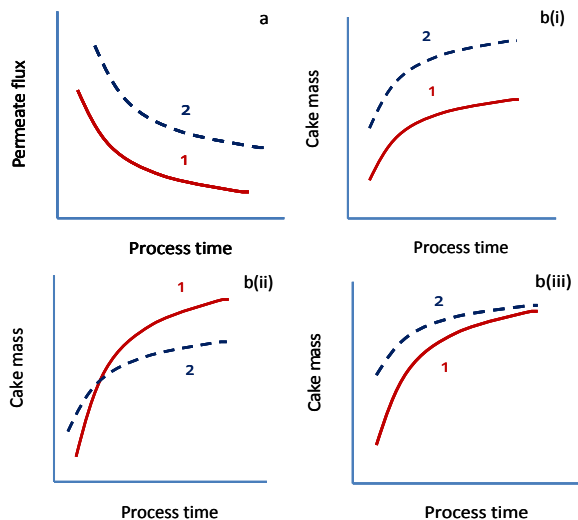 a
Permeate flux
2
1
Process time
b(i)
Cake mass
2
1
Process time
b(ii)
Cake mass
1
2
Process time
b(iii)
Cake mass
2
1
Process time